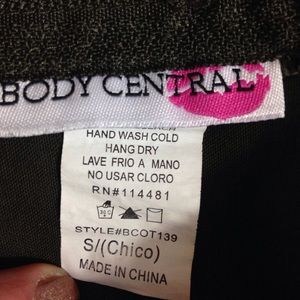 BODY CENTRAL
HAND WASH COLD
HANG DRY
LAVE FRIO A MANO
NO USAR CLORO
RN#114481
STYLE#BCOT139
S/(Chico)
MADE IN CHINA